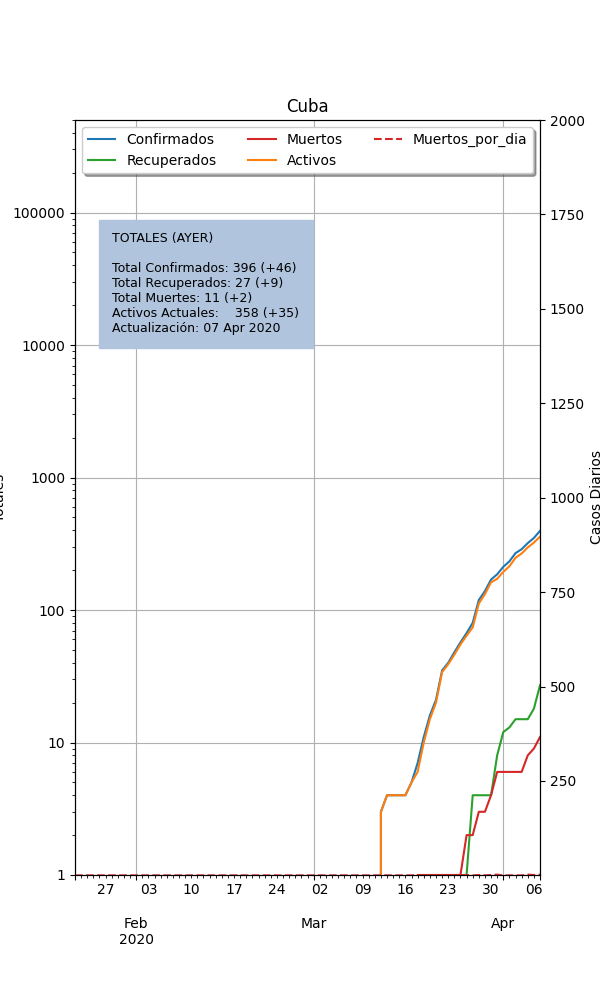 Cuba
Confirmados
Recuperados
Muertos
Activos
Muertos_por_dia
TOTALES (AYER)
Total Confirmados: 396 (+46)
Total Recuperados: 27 (+9)
Total Muertes: 11 (+2)
Activos Actuales: 358 (+35)
Actualización: 07 Apr 2020
100000
10000
1000
100
10
1
2000
1750
1500
1250
1000
750
500
250
Casos Diarios
27 03 10 17 24 02 09 16 23 30 06
Feb Mar Apr
2020